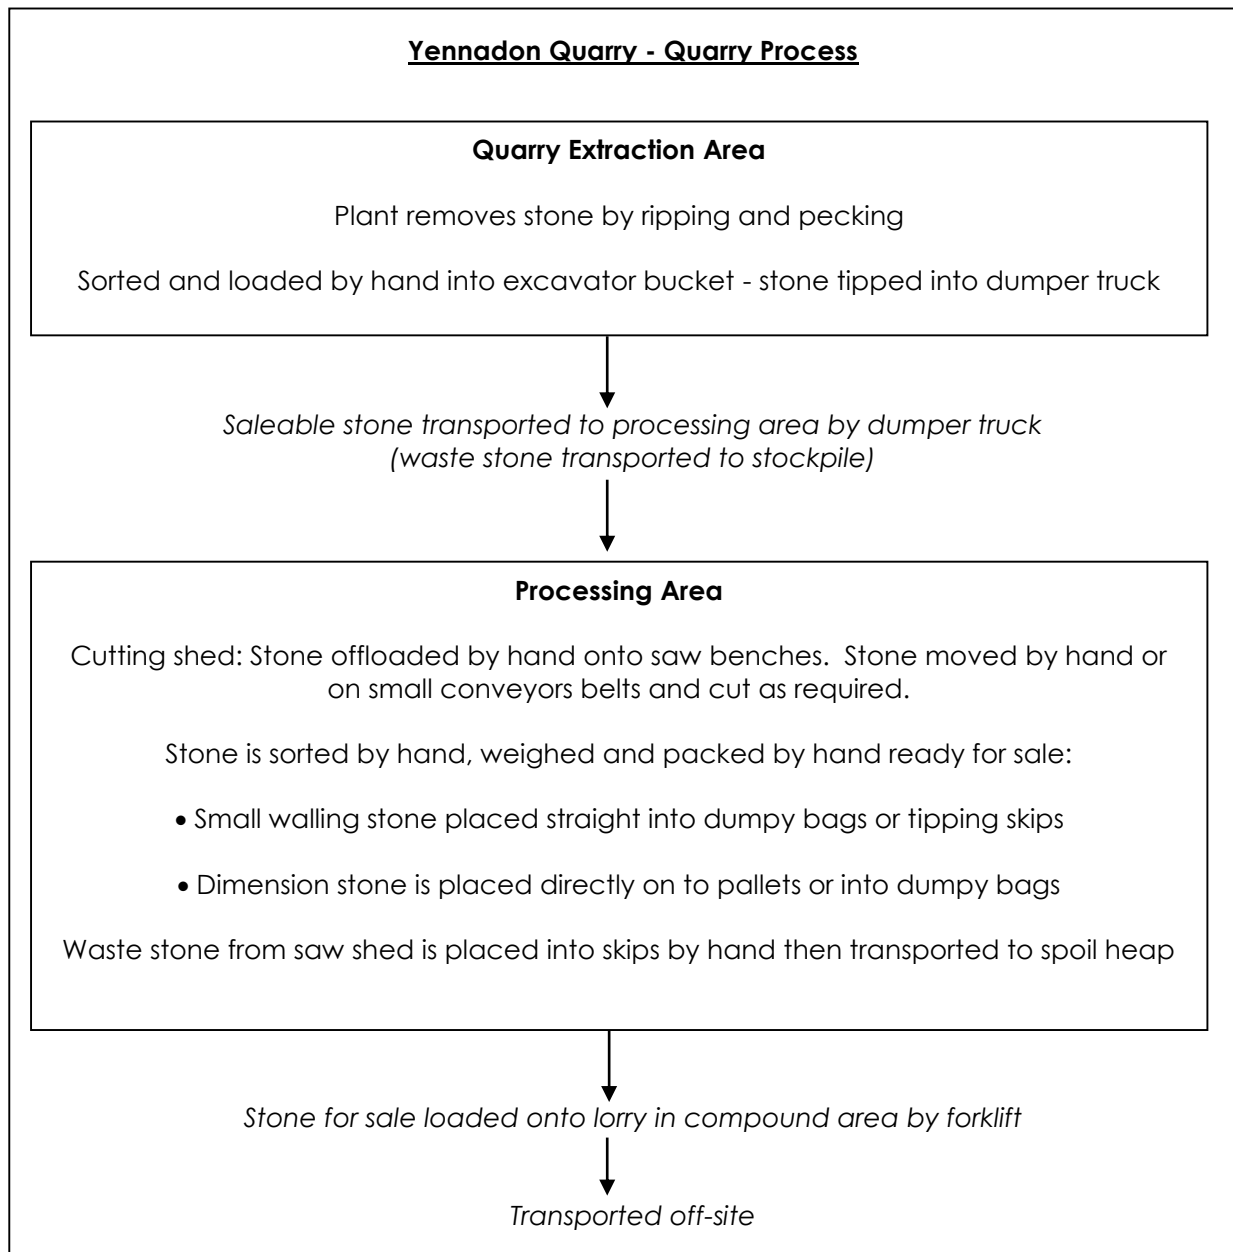 Yennadon Quarry - Quarry Process
Quarry Extraction Area
Plant removes stone by ripping and pecking
Sorted and loaded by hand into excavator bucket - stone tipped into dumper truck
Saleable stone transported to processing area by dumper truck
(waste stone transported to stockpile)
Processing Area
Cutting shed: Stone offloaded by hand onto saw benches.  Stone moved by hand or
on small conveyors belts and cut as required.
Stone is sorted by hand, weighed and packed by hand ready for sale:
• Small walling stone placed straight into dumpy bags or tipping skips
• Dimension stone is placed directly on to pallets or into dumpy bags
Waste stone from saw shed is placed into skips by hand then transported to spoil heap
Stone for sale loaded onto lorry in compound area by forklift
Transported off-site